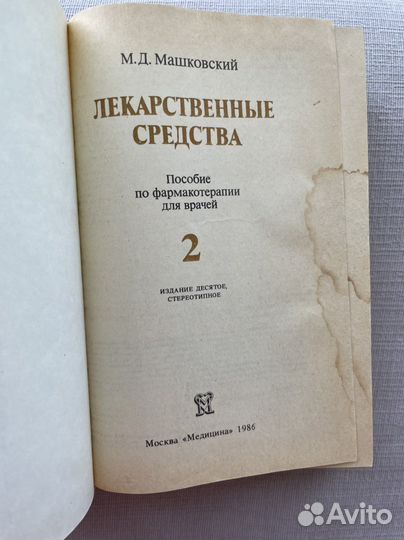 М.Д. Машковский
ЛЕКАРСТВЕННЫЕ
СРЕДСТВА
Пособие
по фармакотерапии
для врачей
2
ИЗДАНИЕ ДЕСЯТОЕ,
СТЕРЕОТИПНОЕ
М
Москва «Медицина» 1986
Avito